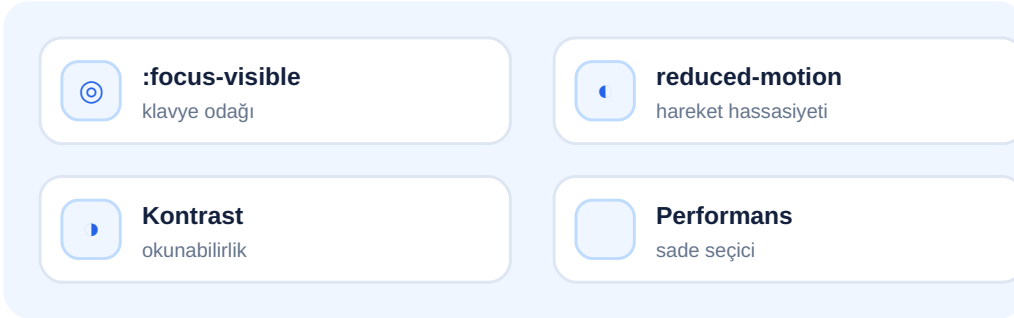 :focus-visible
klavye odağı
reduced-motion
hareket hassasiyeti
Kontrast
okunabilirlik
Performans
sade seçici